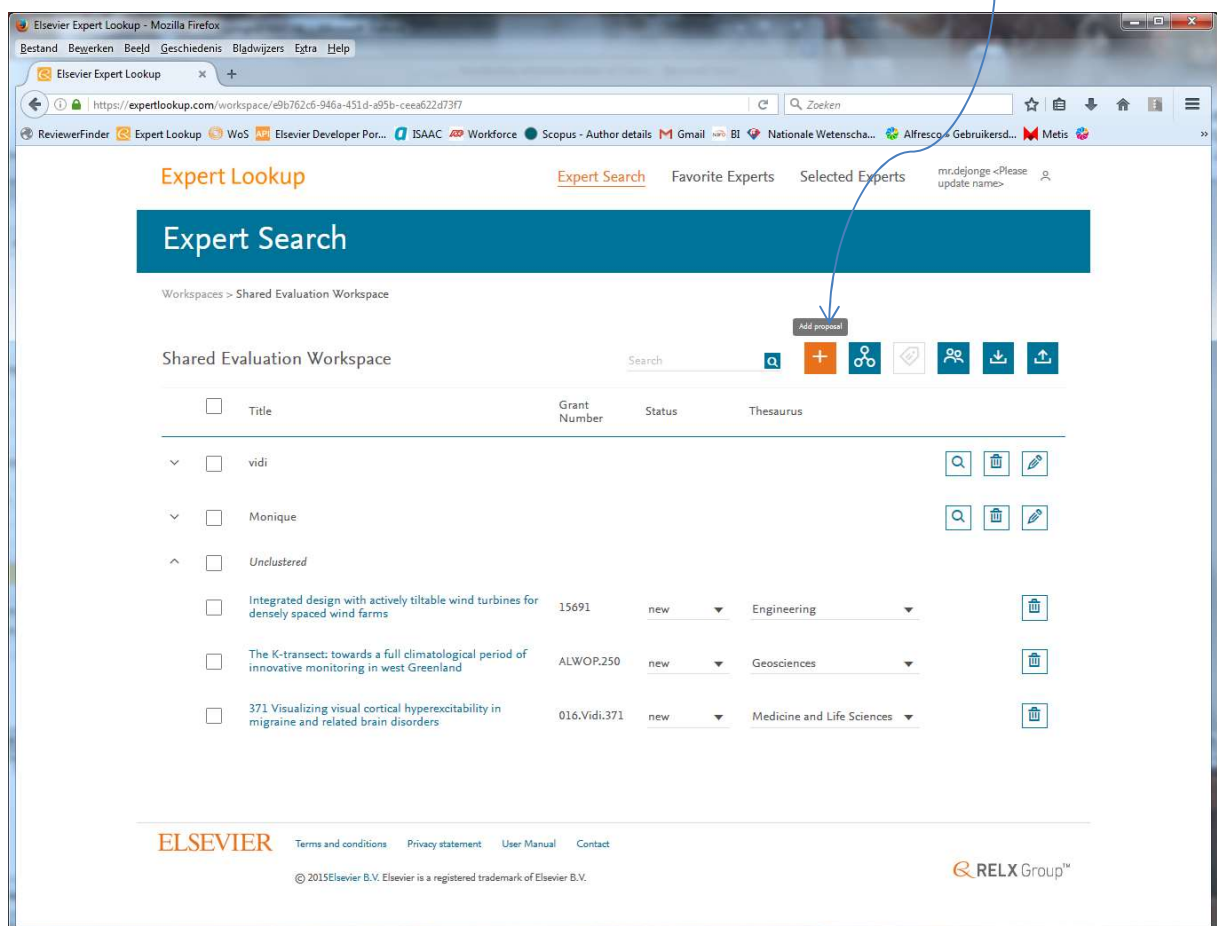 Elsevier Expert Lookup - Mozilla Firefox
Bestand Bewerken Beeld Geschiedenis Bladwijzers Extra Help
Elsevier Expert Lookup
https://expertlookup.com/workspace/e9b762c6-946a-451d-a95b-ceea622d73f7 Zoeken
ReviewerFinder Expert Lookup WoS Elsevier Developer Por... ISAAC Workforce Scopus - Author details Gmail BI Nationale Wetenscha... Alfresco » Gebruikersd... Metis
Expert Lookup Expert Search Favorite Experts Selected Experts mr.dejonge <Please
update name>
Expert Search
Workspaces > Shared Evaluation Workspace
Add proposal
Shared Evaluation Workspace Search
Title Grant Number Status Thesaurus
vidi
Monique
Unclustered
Integrated design with actively tiltable wind turbines for
densely spaced wind farms
15691 new Engineering
The K-transect: towards a full climatological period of
innovative monitoring in west Greenland
ALWOP.250 new Geosciences
371 Visualizing visual cortical hyperexcitability in
migraine and related brain disorders
016.Vidi.371 new Medicine and Life Sciences
ELSEVIER Terms and conditions Privacy statement User Manual Contact
© 2015Elsevier B.V. Elsevier is a registered trademark of Elsevier B.V.
RELX Group™